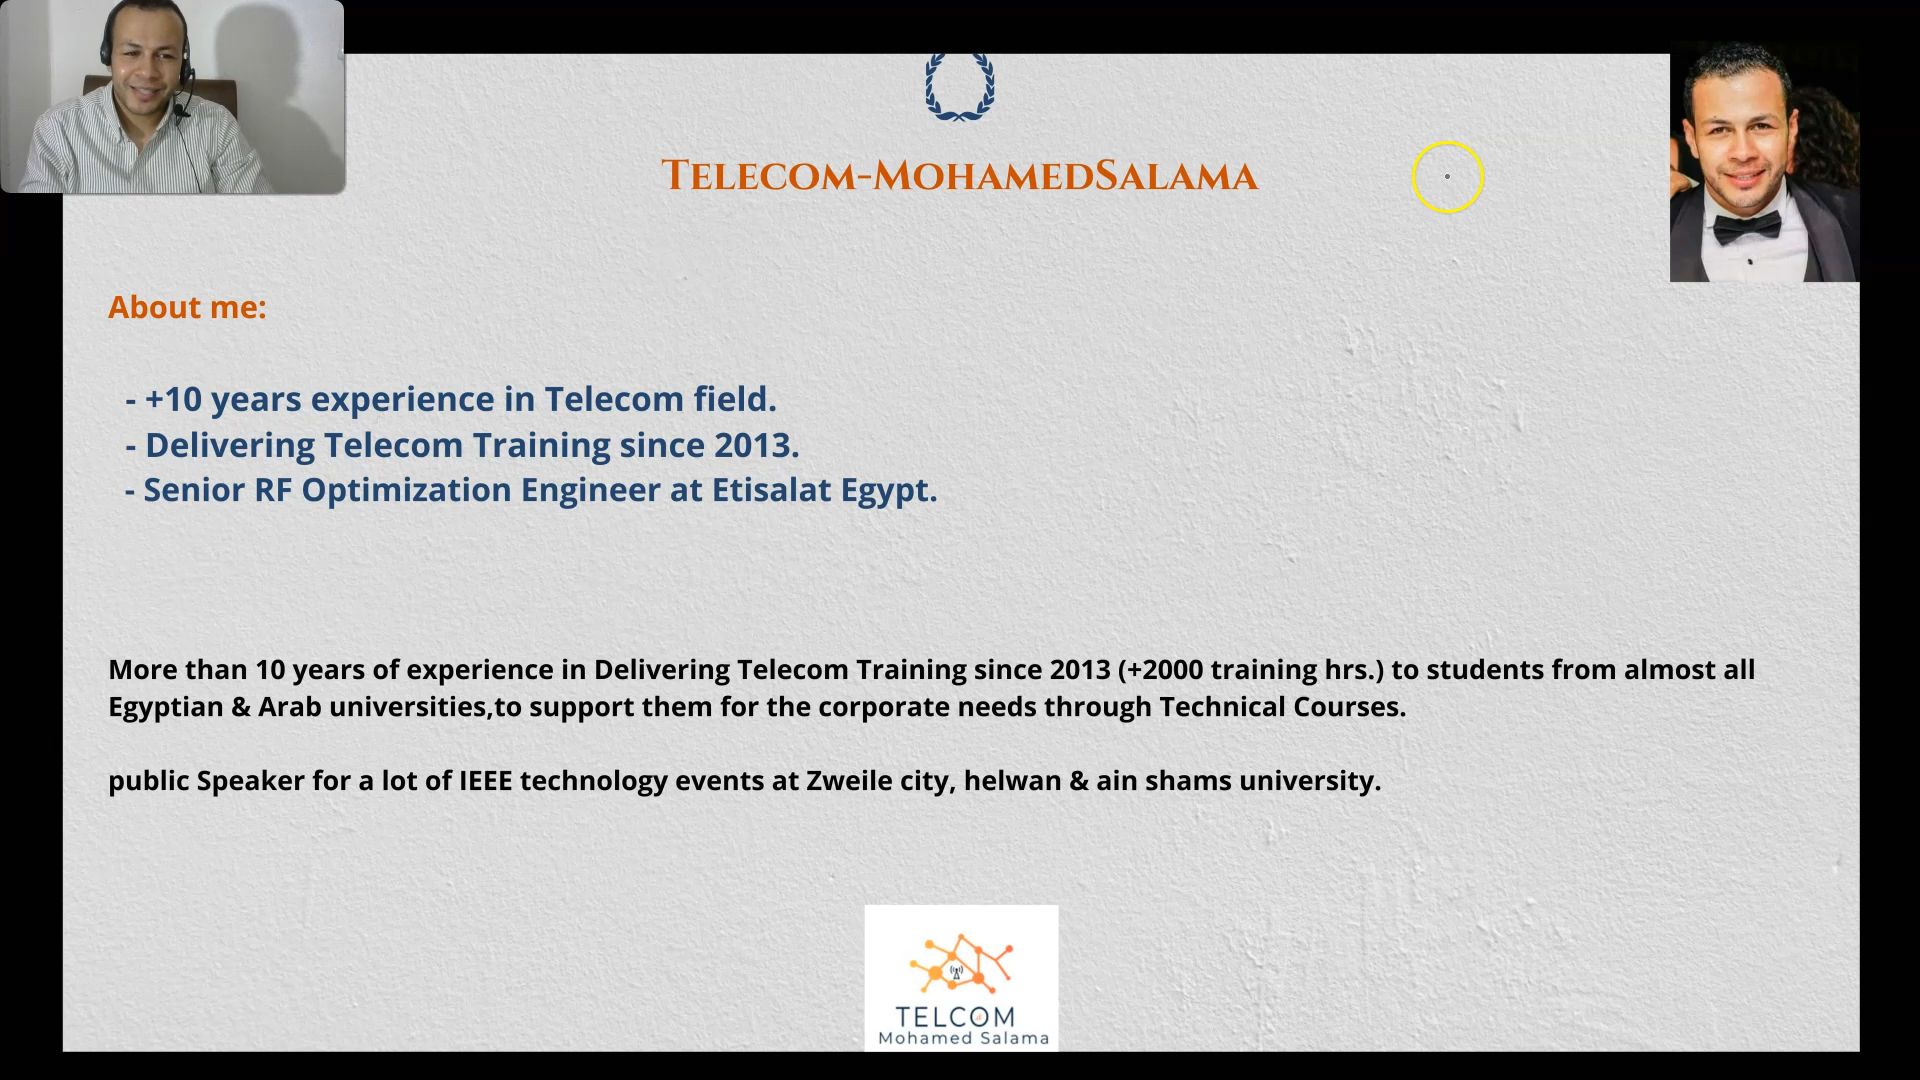 Telecom-MohamedSalama
About me:
- +10 years experience in Telecom field.
- Delivering Telecom Training since 2013.
- Senior RF Optimization Engineer at Etisalat Egypt.
More than 10 years of experience in Delivering Telecom Training since 2013 (+2000 training hrs.) to students from almost all
Egyptian & Arab universities,to support them for the corporate needs through Technical Courses.
public Speaker for a lot of IEEE technology events at Zweile city, helwan & ain shams university.
TELCOM
Mohamed Salama